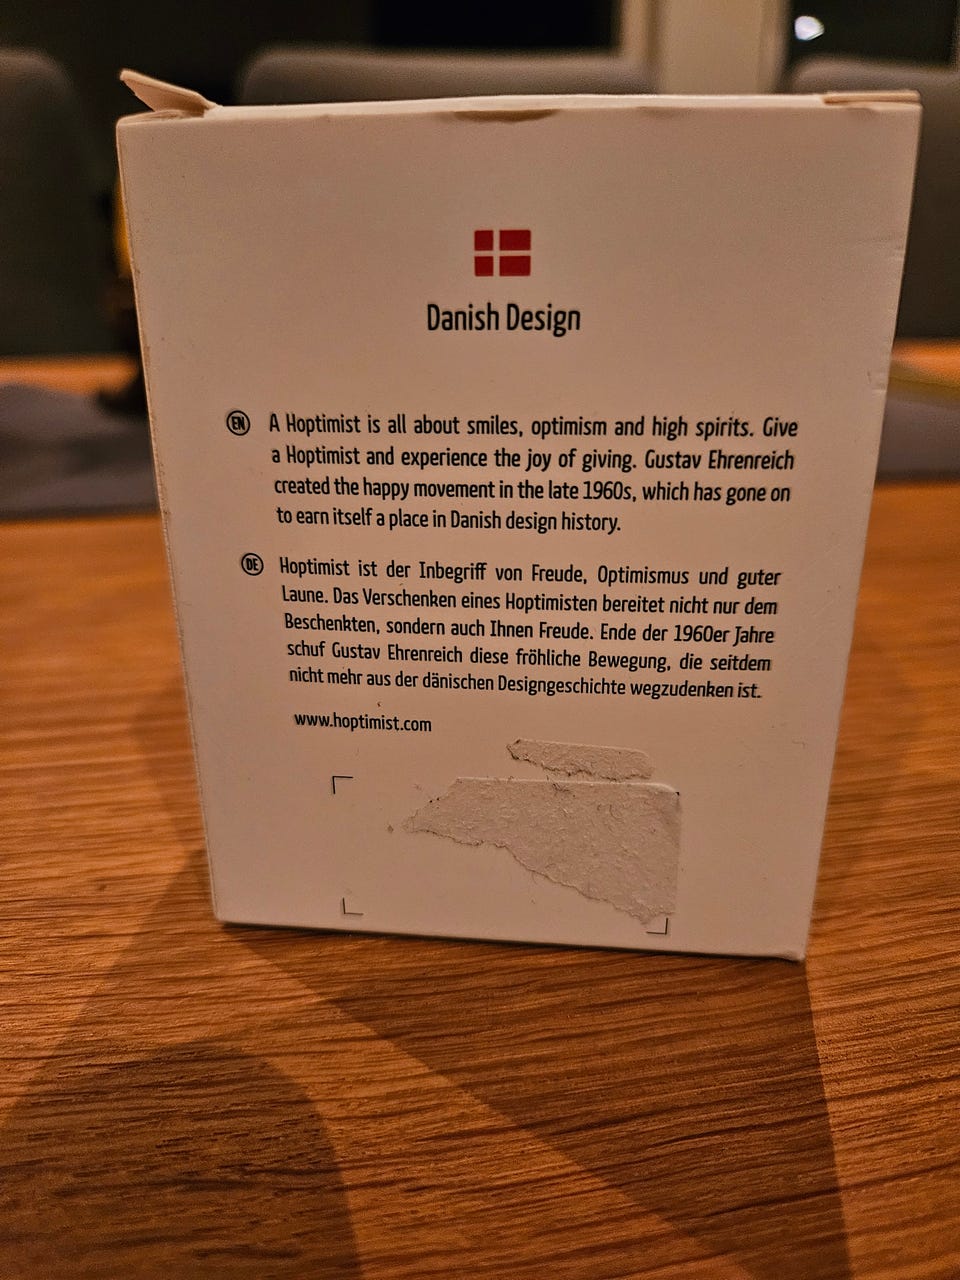 Danish Design
EN A Hoptimist is all about smiles, optimism and high spirits. Give
a Hoptimist and experience the joy of giving. Gustav Ehrenreich
created the happy movement in the late 1960s, which has gone on
to earn itself a place in Danish design history.
DE Hoptimist ist der Inbegriff von Freude, Optimismus und guter
Laune. Das Verschenken eines Hoptimisten bereitet nicht nur dem
Beschenkten, sondern auch Ihnen Freude. Ende der 1960er Jahre
schuf Gustav Ehrenreich diese fröhliche Bewegung, die seitdem
nicht mehr aus der dänischen Designgeschichte wegzudenken ist.
www.hoptimist.com